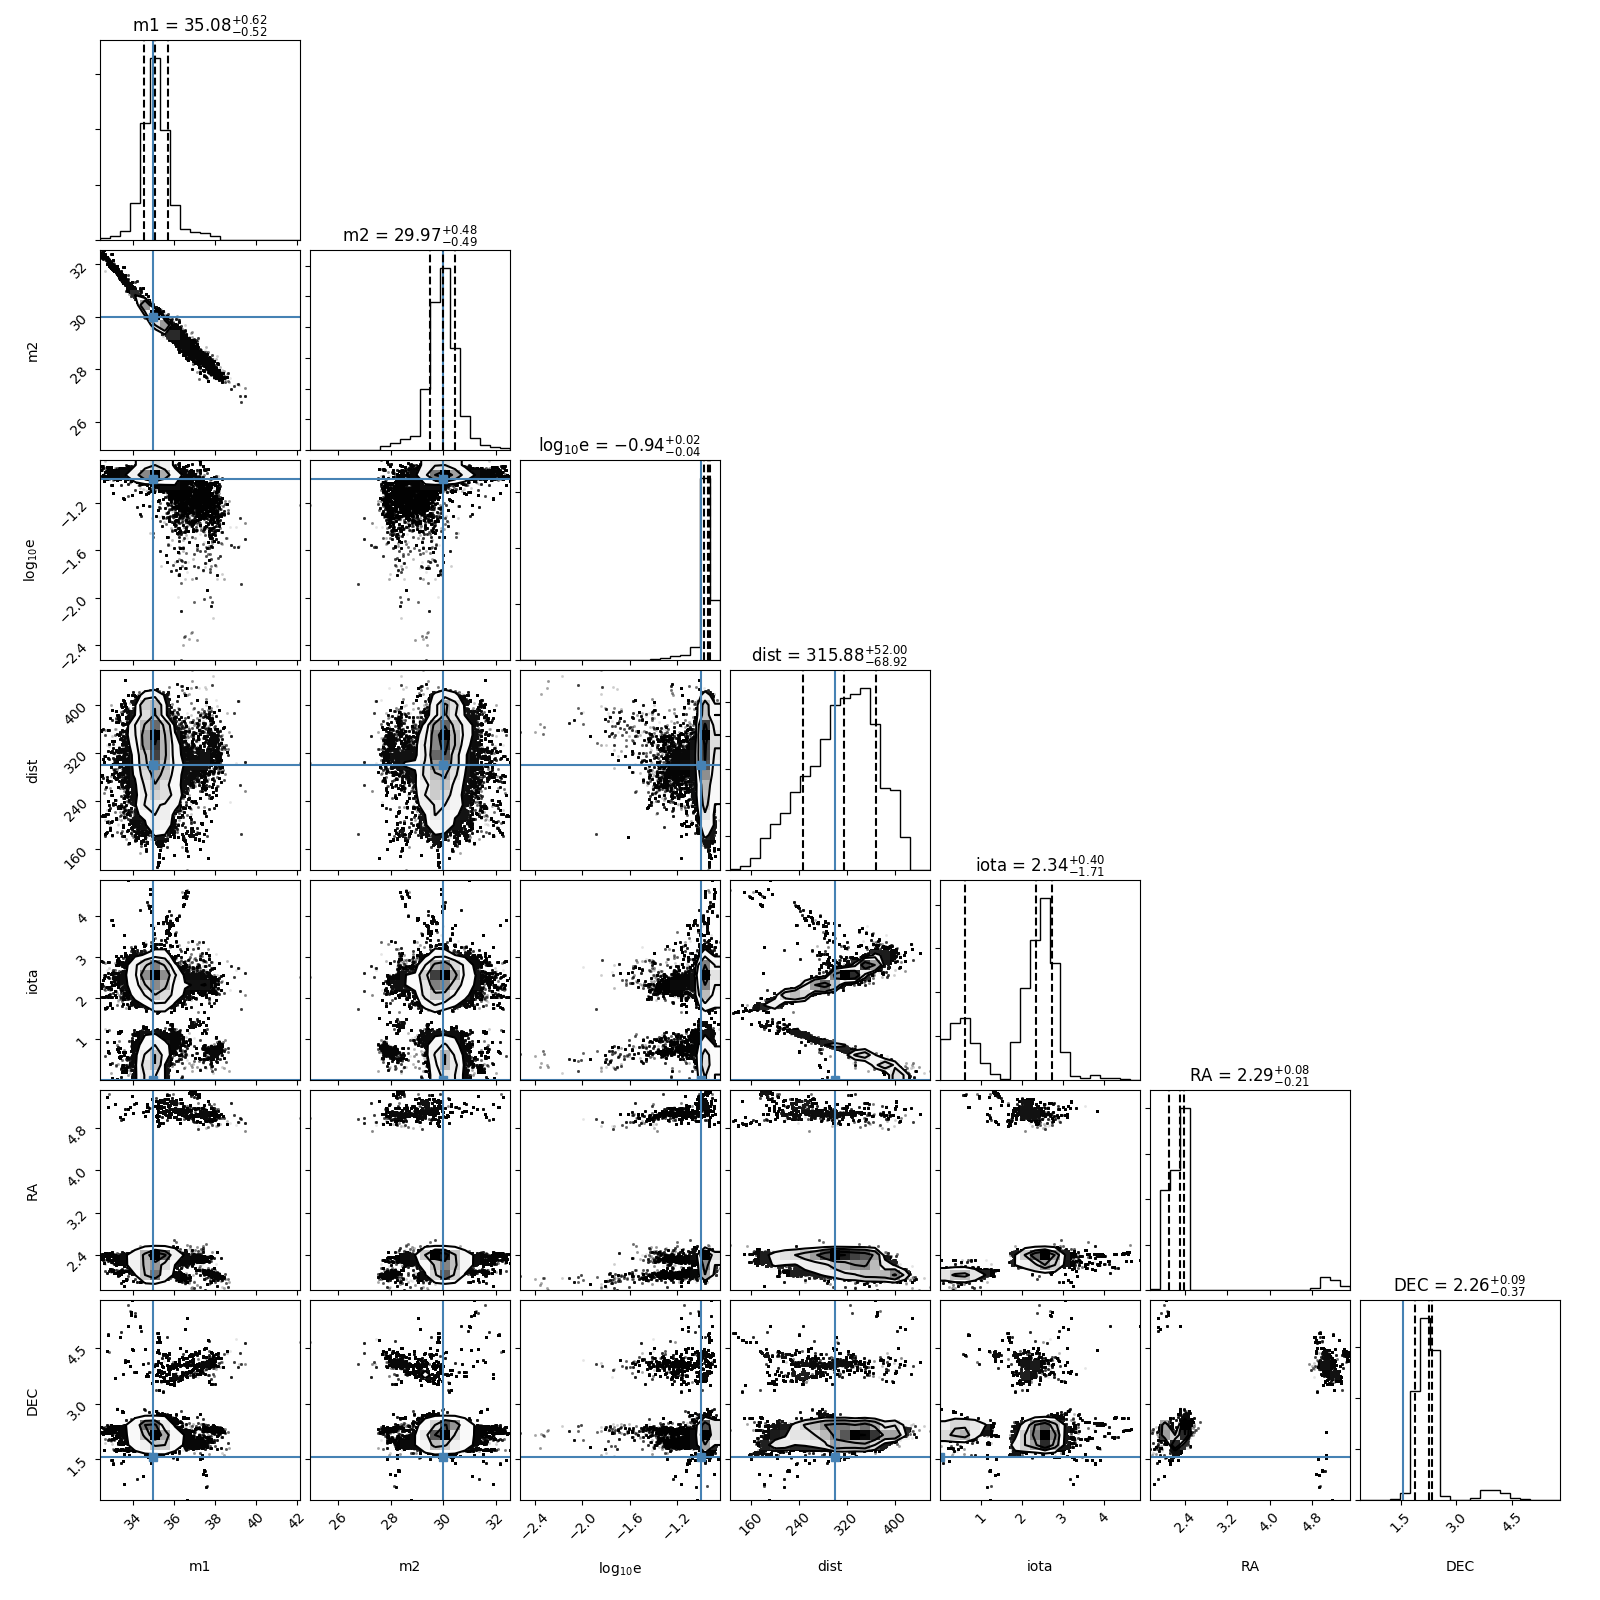 m1 = 35.08+0.62 −0.52
m2 = 29.97+0.48 −0.49
log10e = −0.94+0.02 −0.04
dist = 315.88+52.00 −68.92
iota = 2.34+0.40 −1.71
RA = 2.29+0.08 −0.21
DEC = 2.26+0.09 −0.37
m2
32
30
28
26
log10e
−1.2
−1.6
−2.0
−2.4
dist
400
320
240
160
iota
4
3
2
1
RA
4.8
4.0
3.2
2.4
DEC
4.5
3.0
1.5
34 36 38 40 42 26 28 30 32 −2.4 −2.0 −1.6 −1.2 160 240 320 400 1 2 3 4 2.4 3.2 4.0 4.8 1.5 3.0 4.5
m1 m2 log10e dist iota RA DEC